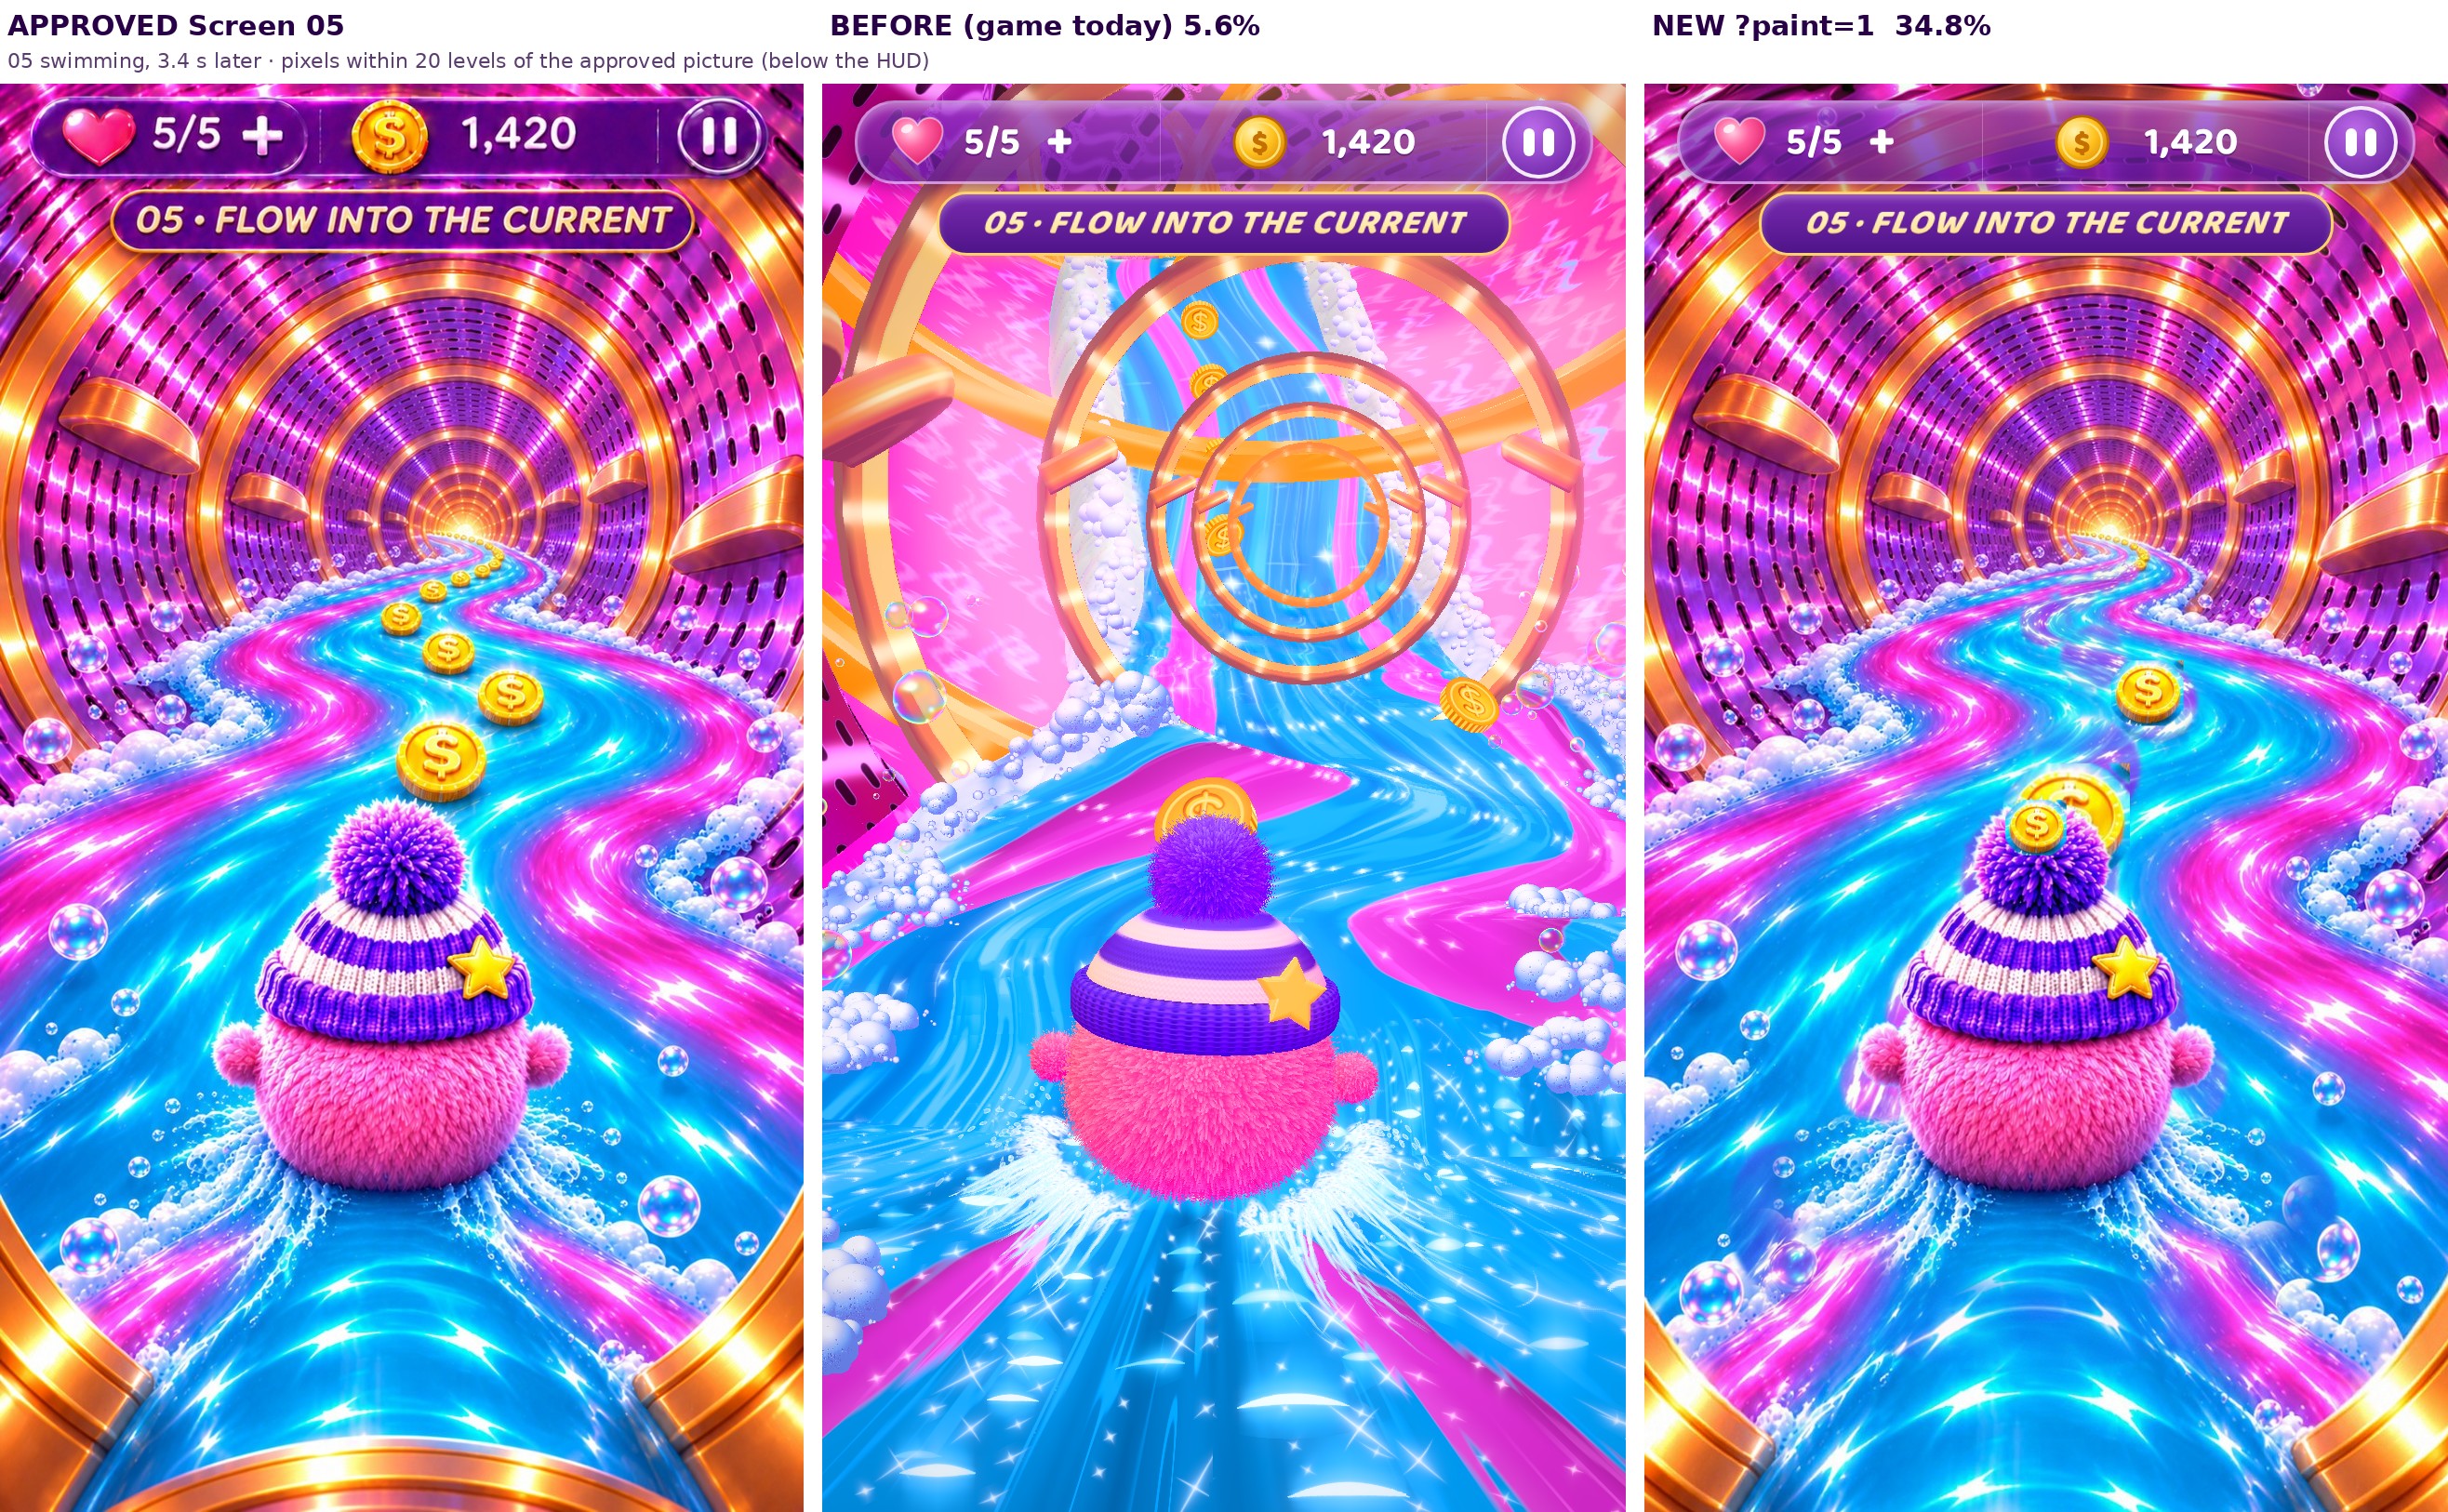 APPROVED Screen 05
BEFORE (game today) 5.6%
NEW ?paint=1 34.8%
05 swimming, 3.4 s later · pixels within 20 levels of the approved picture (below the HUD)
5/5 + $ 1,420
05 • FLOW INTO THE CURRENT
$
$
$
$
5/5 + $ 1,420
05 · FLOW INTO THE CURRENT
$
$
$
$
5/5 + $ 1,420
05 · FLOW INTO THE CURRENT
$
$